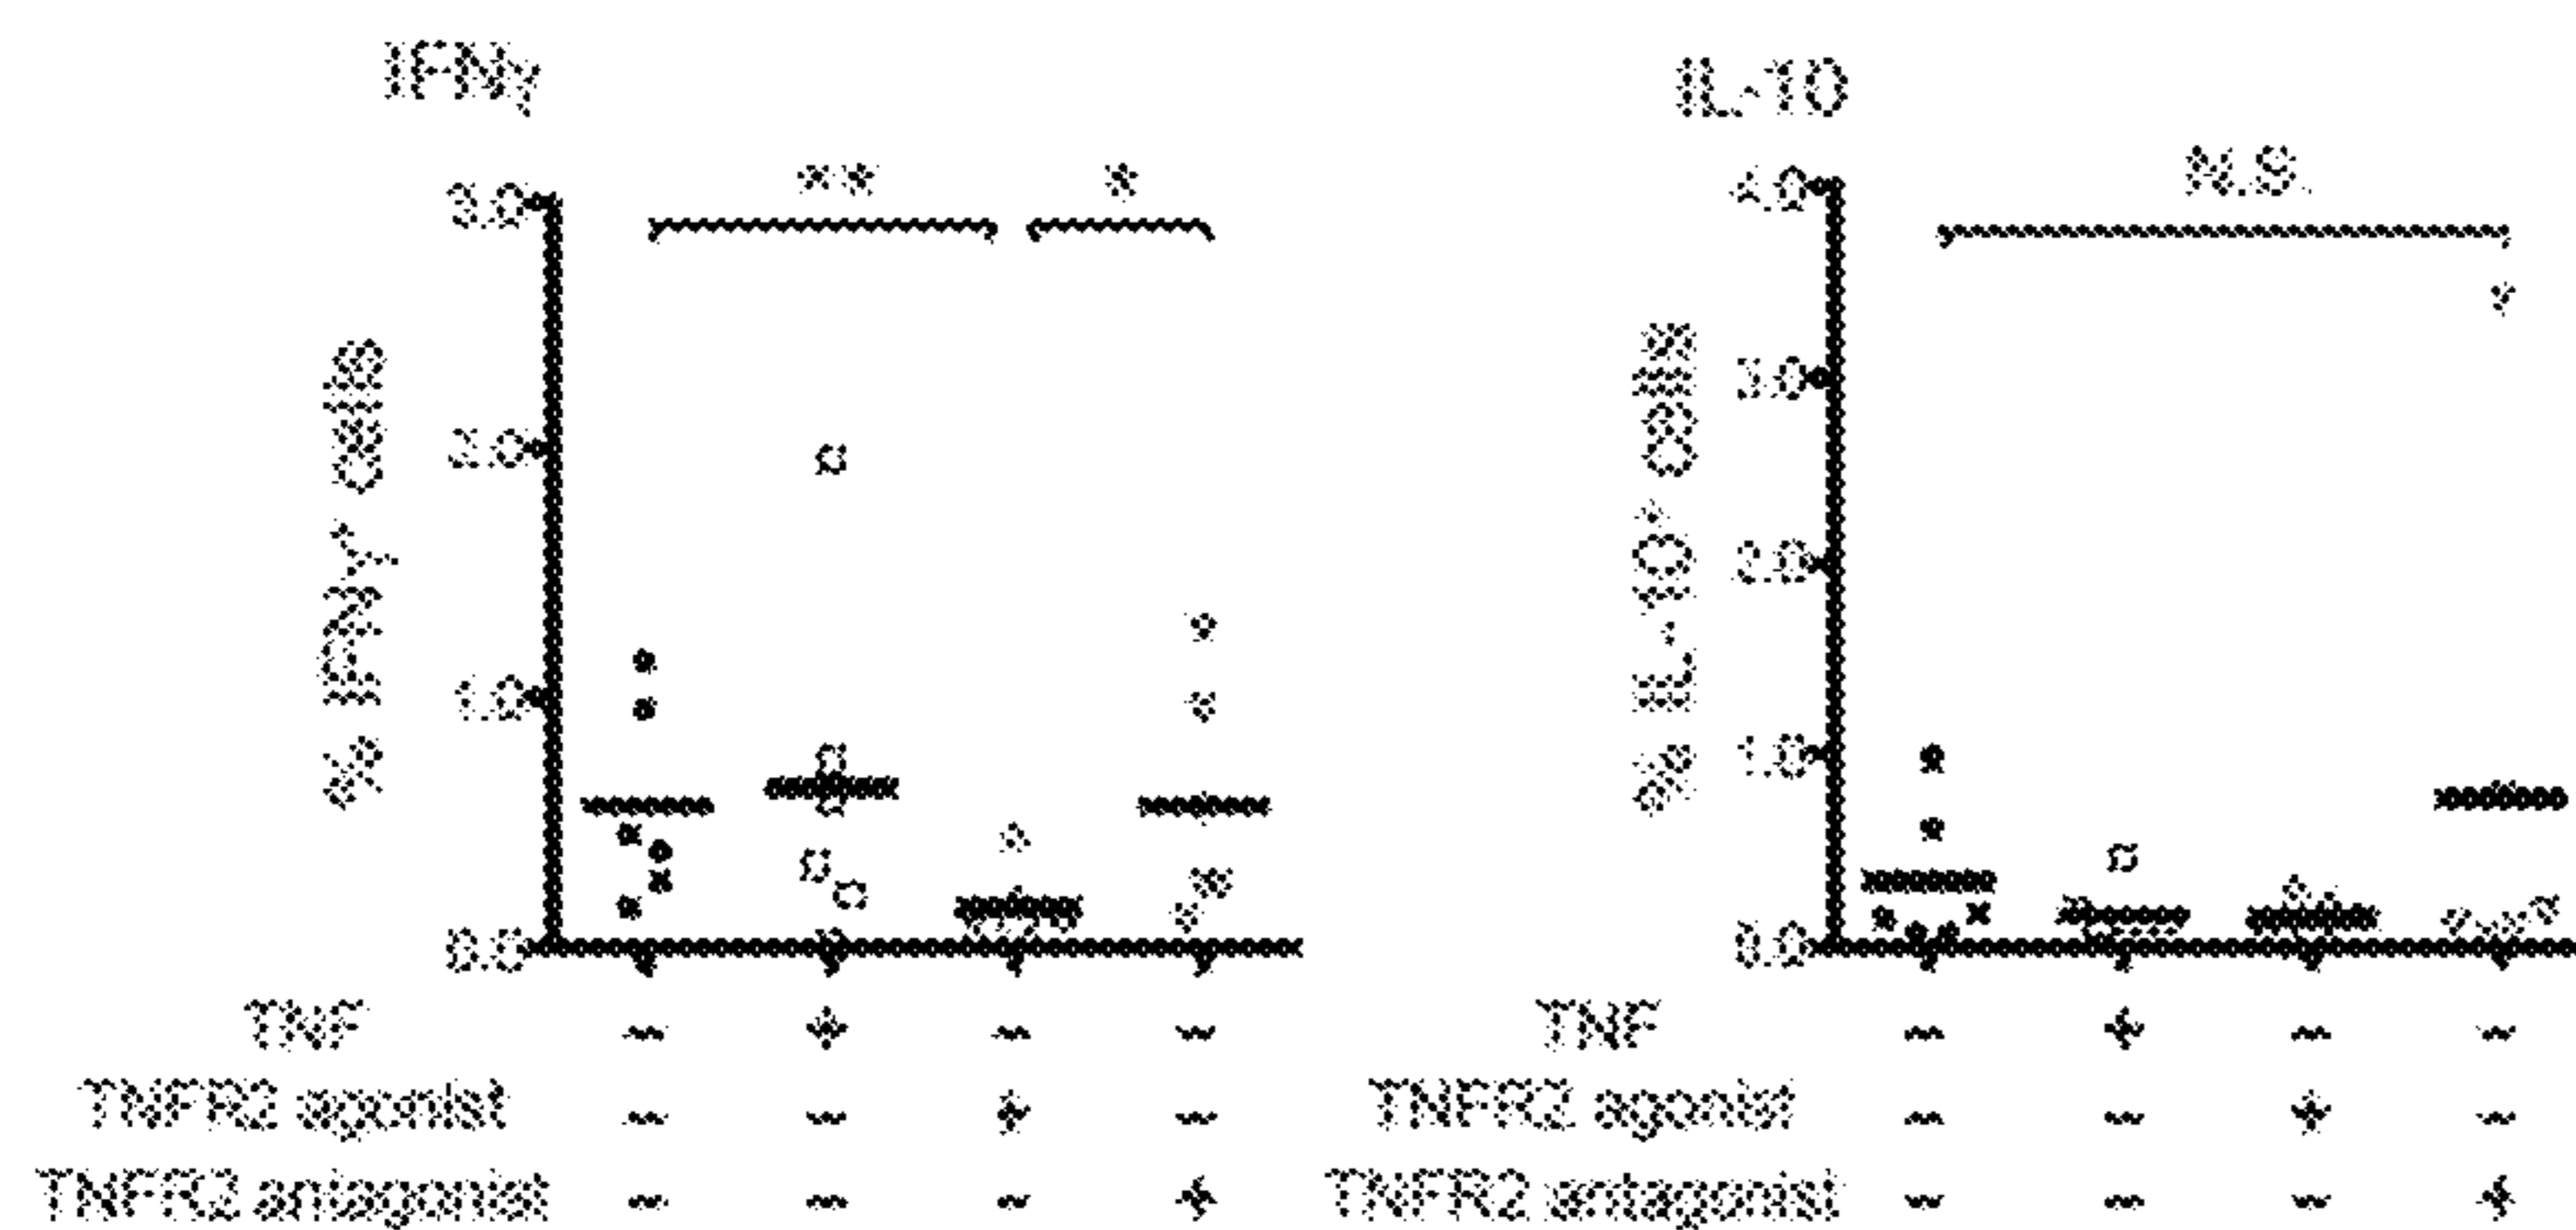 IFNγ
** *
3.0
2.0
1.0
0.0
% IFNγ⁺ cells
TNF - + - -
TNFR2 agonist - - + -
TNFR2 antagonist - - - +
IL-10
N.S.
4.0
3.0
2.0
1.0
0.0
% IL-10⁺ cells
TNF - + - -
TNFR2 agonist - - + -
TNFR2 antagonist - - - +